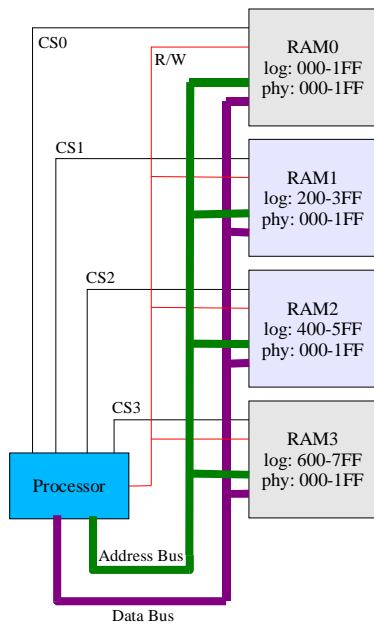 CS0
RAM0
log: 000-1FF
phy: 000-1FF
R/W
CS1
RAM1
log: 200-3FF
phy: 000-1FF
CS2
RAM2
log: 400-5FF
phy: 000-1FF
CS3
RAM3
log: 600-7FF
phy: 000-1FF
Processor
Address Bus
Data Bus